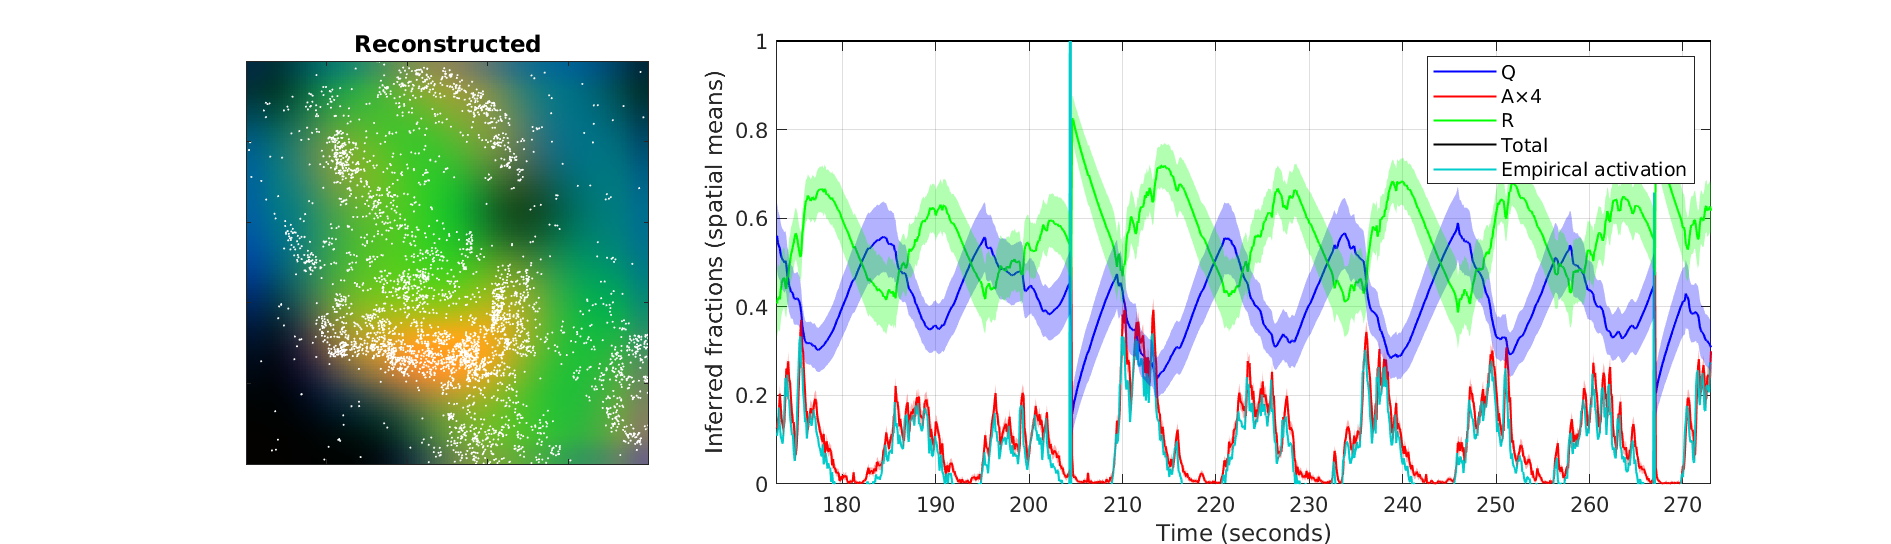 Reconstructed
Inferred fractions (spatial means)
1
0.8
0.6
0.4
0.2
0
Q
A×4
R
Total
Empirical activation
180 190 200 210 220 230 240 250 260 270
Time (seconds)